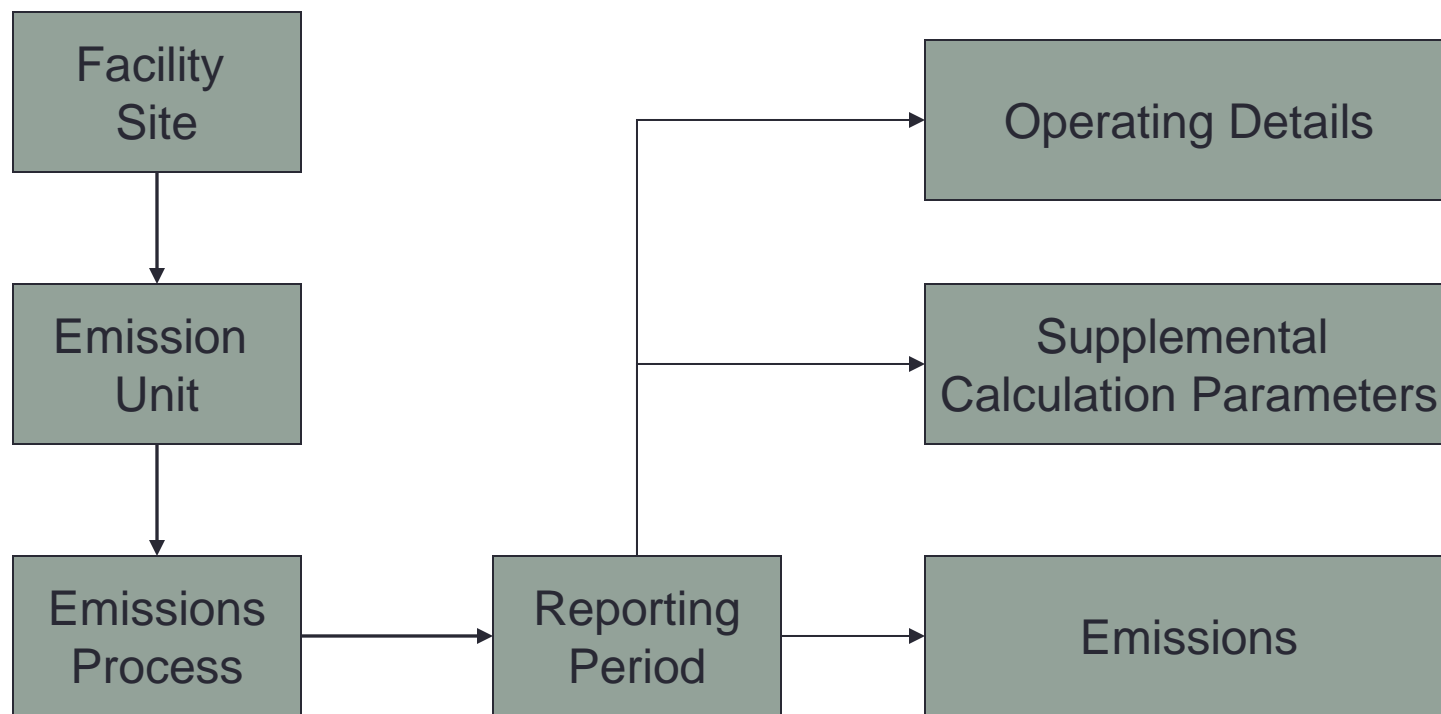 Facility
Site
Operating Details
Emission
Unit
Supplemental
Calculation Parameters
Emissions
Process
Reporting
Period
Emissions